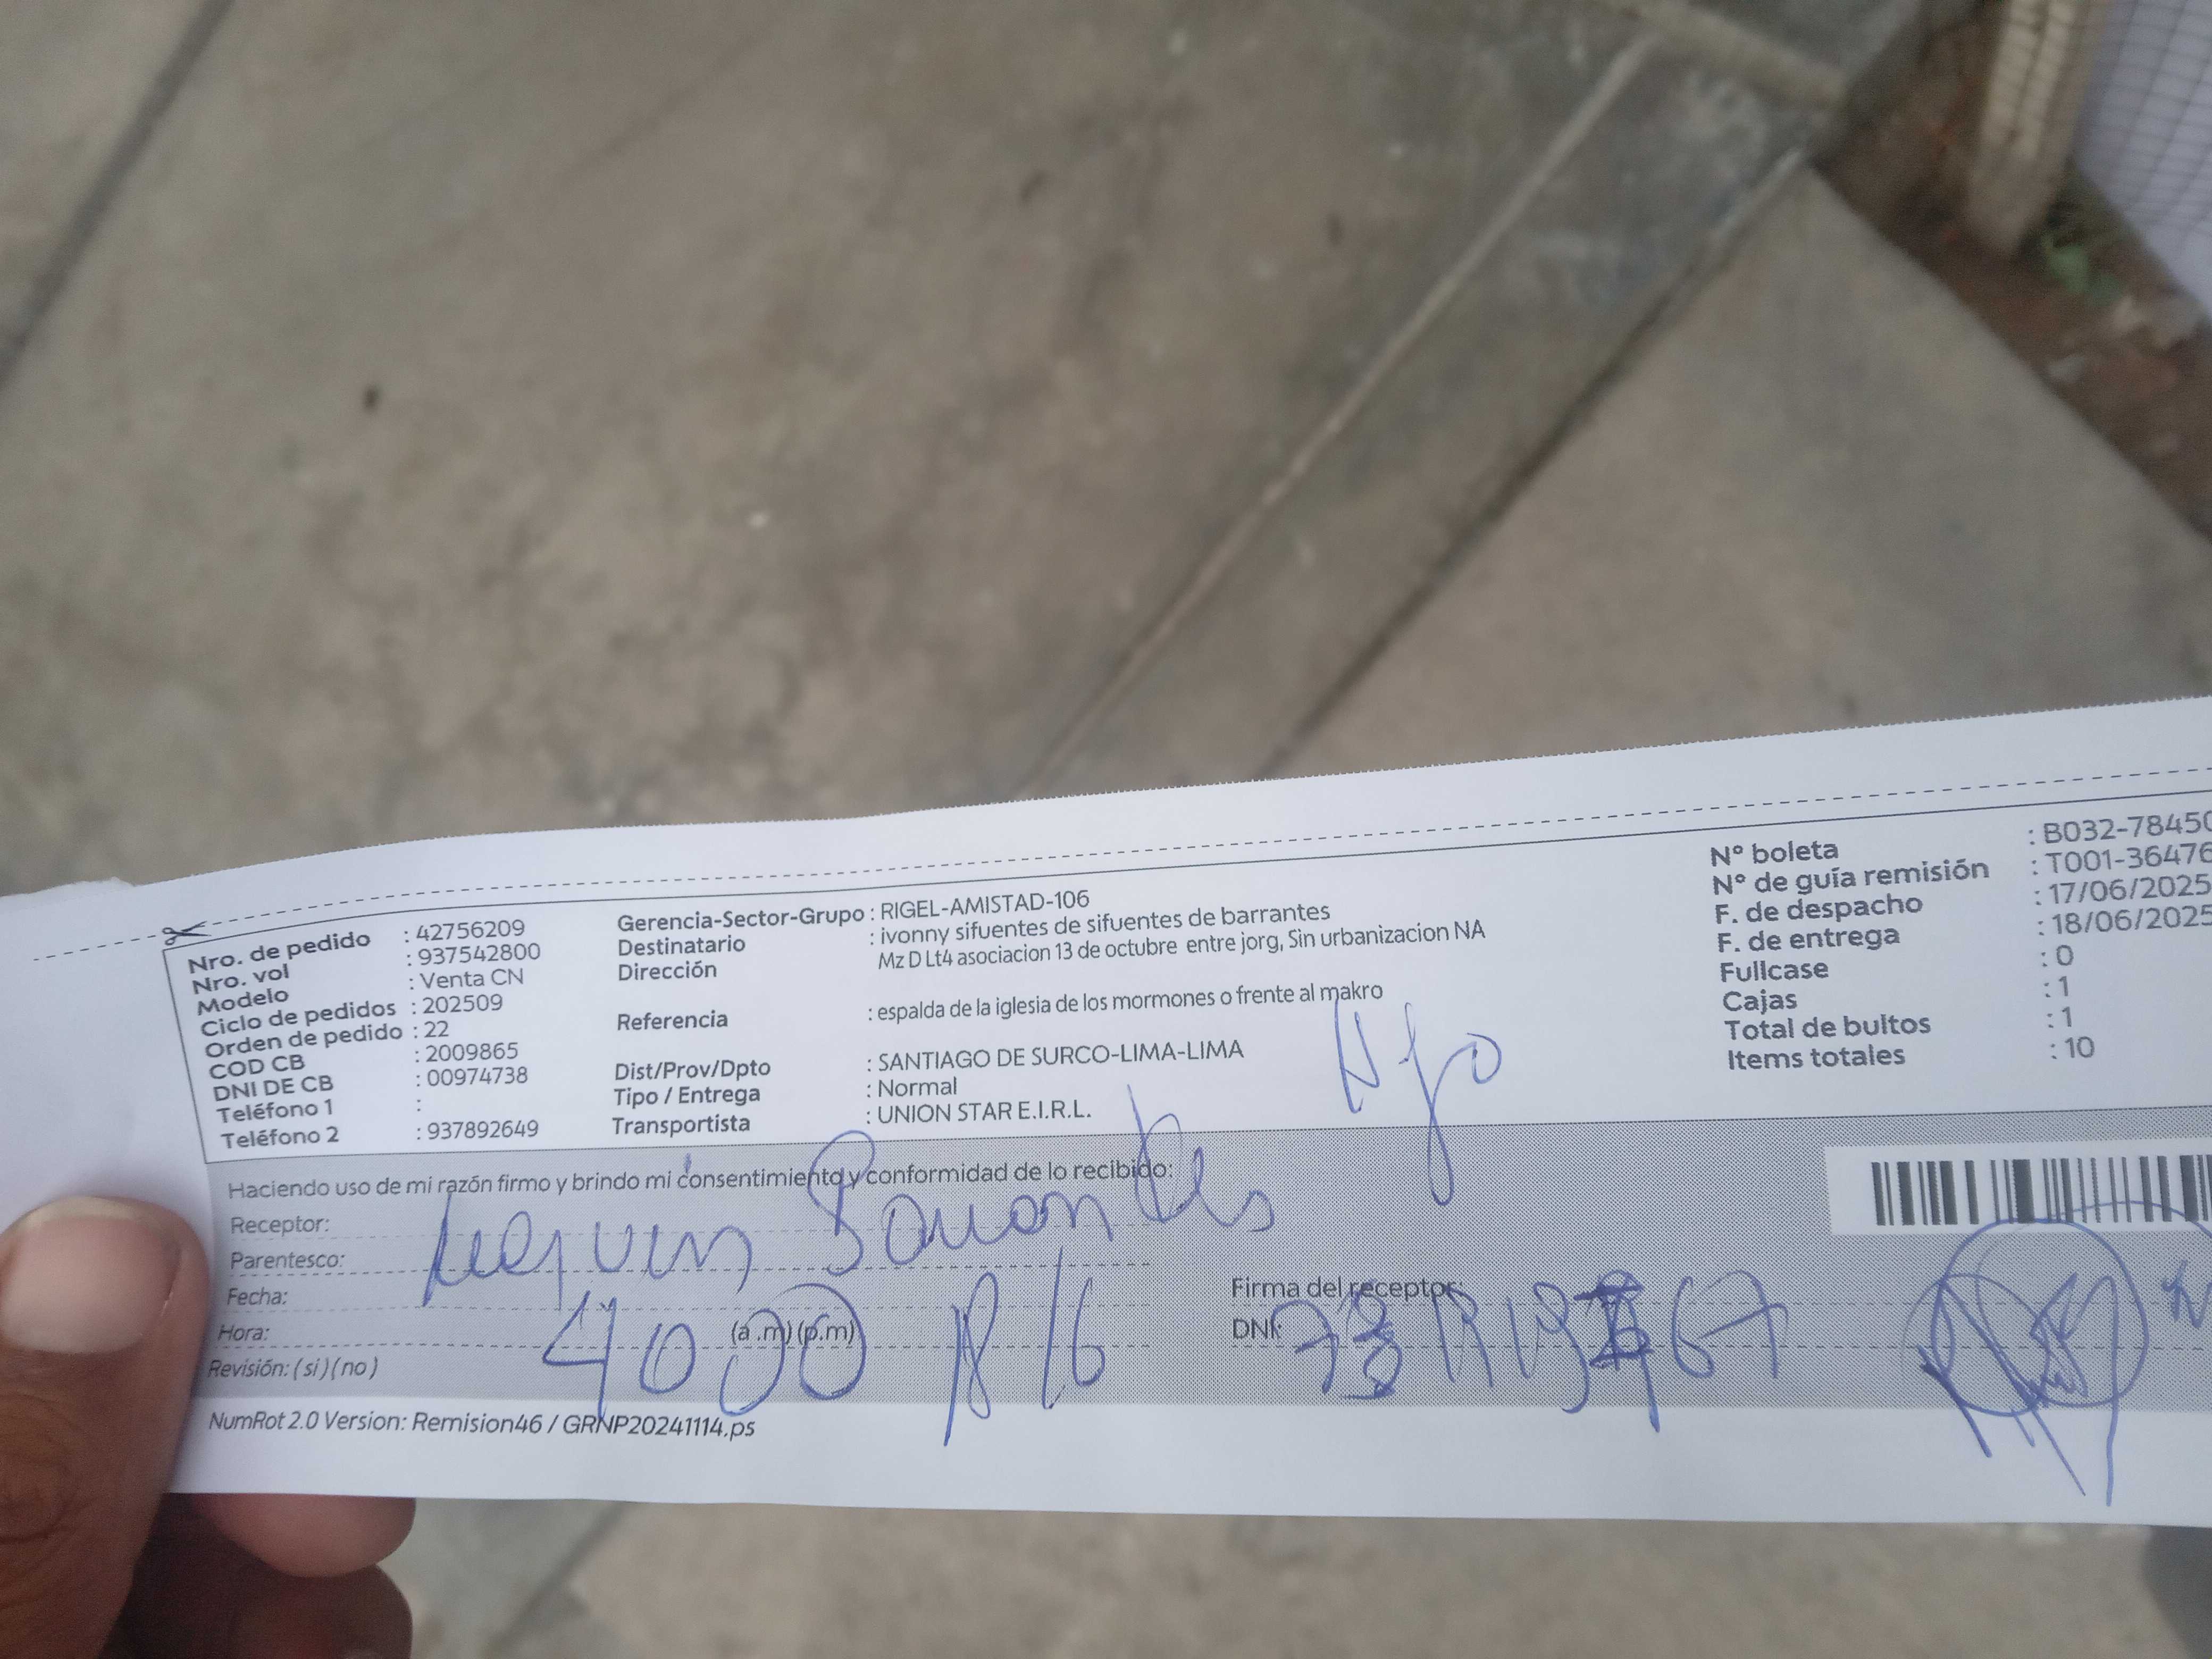 Nro. de pedido : 42756209
Nro. vol : 937542800
Modelo : Venta CN
Ciclo de pedidos : 202509
Orden de pedido : 22
COD CB : 2009865
DNI DE CB : 00974738
Teléfono 1 :
Teléfono 2 : 937892649
Gerencia-Sector-Grupo : RIGEL-AMISTAD-106
Destinatario : ivonny sifuentes de sifuentes de barrantes
Dirección Mz D Lt4 asociacion 13 de octubre entre jorg, Sin urbanizacion NA
Referencia : espalda de la iglesia de los mormones o frente al makro
Dist/Prov/Dpto : SANTIAGO DE SURCO-LIMA-LIMA
Tipo / Entrega : Normal
Transportista : UNION STAR E.I.R.L.
N° boleta : B032-78450
N° de guía remisión : T001-36476
F. de despacho : 17/06/2025
F. de entrega : 18/06/2025
Fullcase : 0
Cajas : 1
Total de bultos : 1
Items totales : 10
Haciendo uso de mi razón firmo y brindo mi consentimiento y conformidad de lo recibido:
Receptor:
Parentesco:
Fecha:
Hora: (a .m) (p.m)
Revisión: (si) (no)
Firma del receptor:
DNI:
NumRot 2.0 Version: Remision46 / GRNP20241114.ps